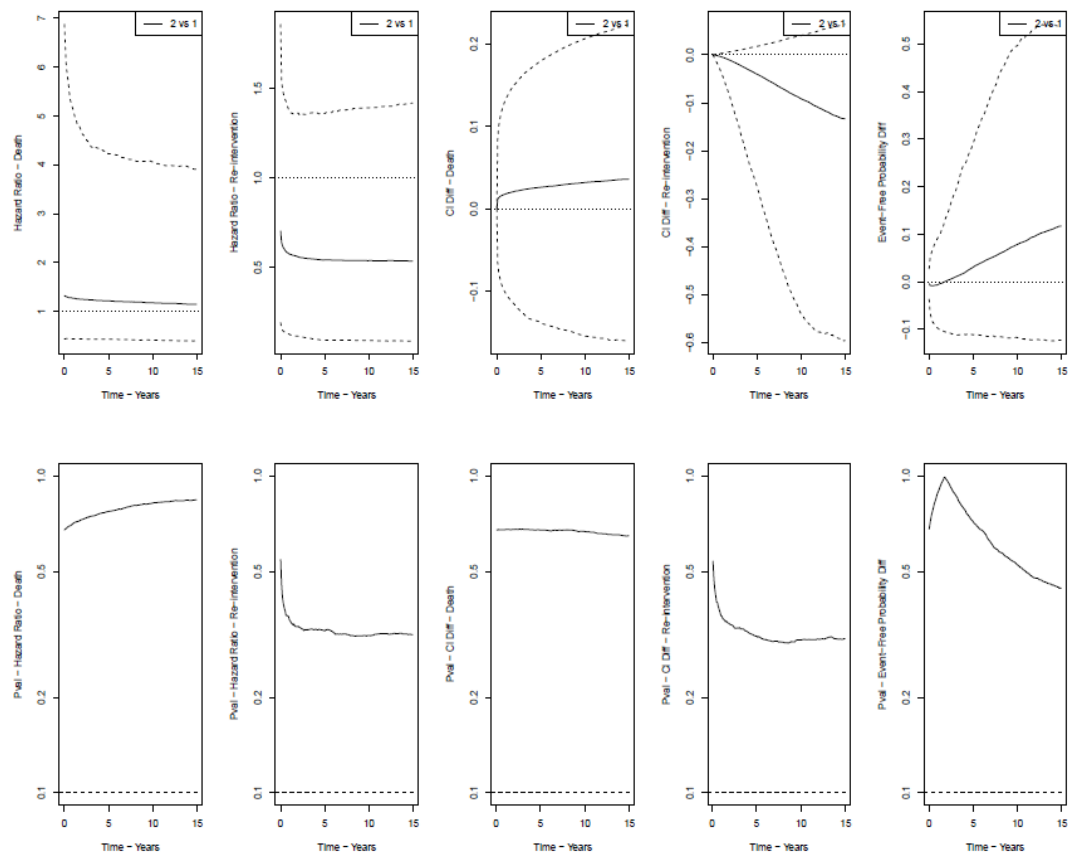 Hazard Ratio − Death
7
6
5
4
3
2
1
2 vs 1
0 5 10 15
Time − Years
Hazard Ratio − Re−intervention
1.5
1.0
0.5
2 vs 1
0 5 10 15
Time − Years
CI Diff − Death
0.2
0.1
0.0
−0.1
2 vs 1
0 5 10 15
Time − Years
CI Diff − Re−intervention
0.0
−0.1
−0.2
−0.3
−0.4
−0.5
−0.6
2 vs 1
0 5 10 15
Time − Years
Event−Free Probability Diff
0.5
0.4
0.3
0.2
0.1
0.0
−0.1
2 vs 1
0 5 10 15
Time − Years
Pval − Hazard Ratio − Death
1.0
0.5
0.2
0.1
0 5 10 15
Time − Years
Pval − Hazard Ratio − Re−intervention
1.0
0.5
0.2
0.1
0 5 10 15
Time − Years
Pval − CI Diff − Death
1.0
0.5
0.2
0.1
0 5 10 15
Time − Years
Pval − CI Diff − Re−intervention
1.0
0.5
0.2
0.1
0 5 10 15
Time − Years
Pval − Event−Free Probability Diff
1.0
0.5
0.2
0.1
0 5 10 15
Time − Years